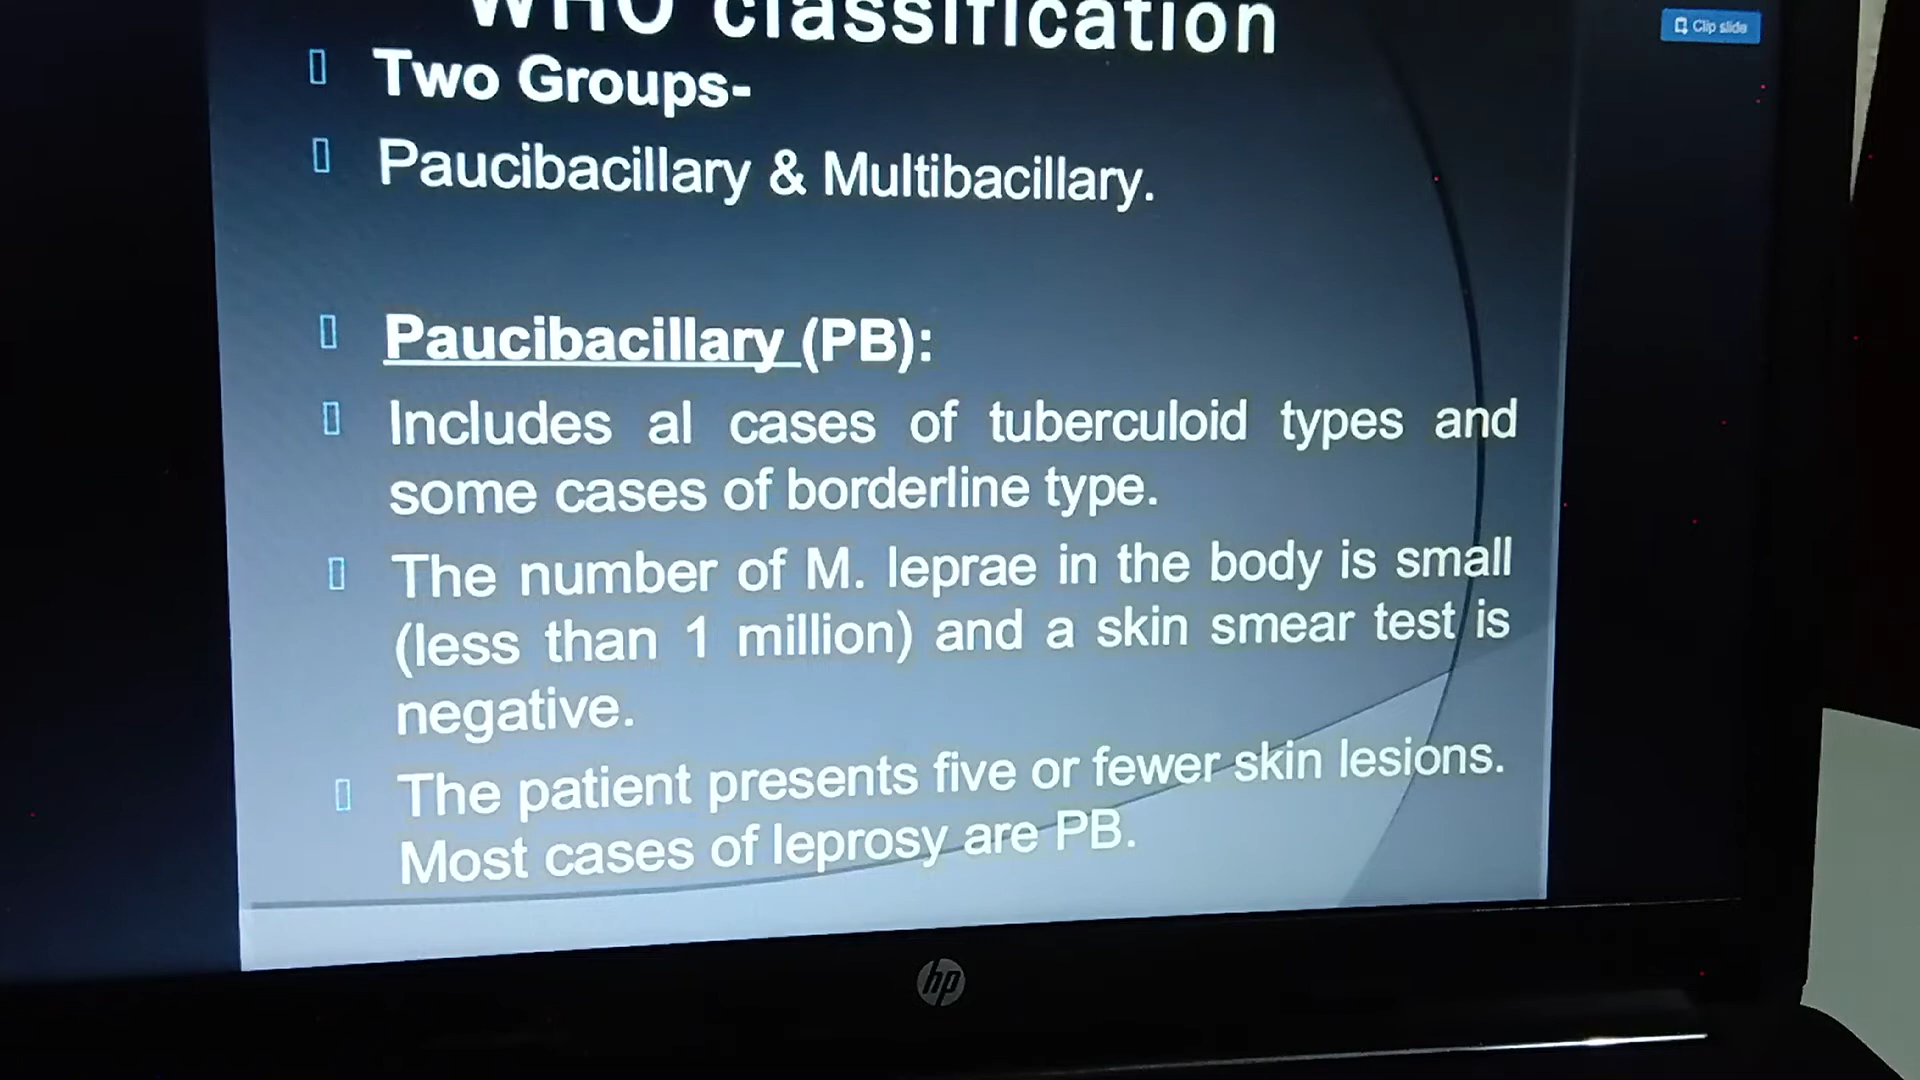 WHO classification
Clip slide
Two Groups-
Paucibacillary & Multibacillary.
Paucibacillary (PB):
Includes al cases of tuberculoid types and
some cases of borderline type.
The number of M. leprae in the body is small
(less than 1 million) and a skin smear test is
negative.
The patient presents five or fewer skin lesions.
Most cases of leprosy are PB.
hp